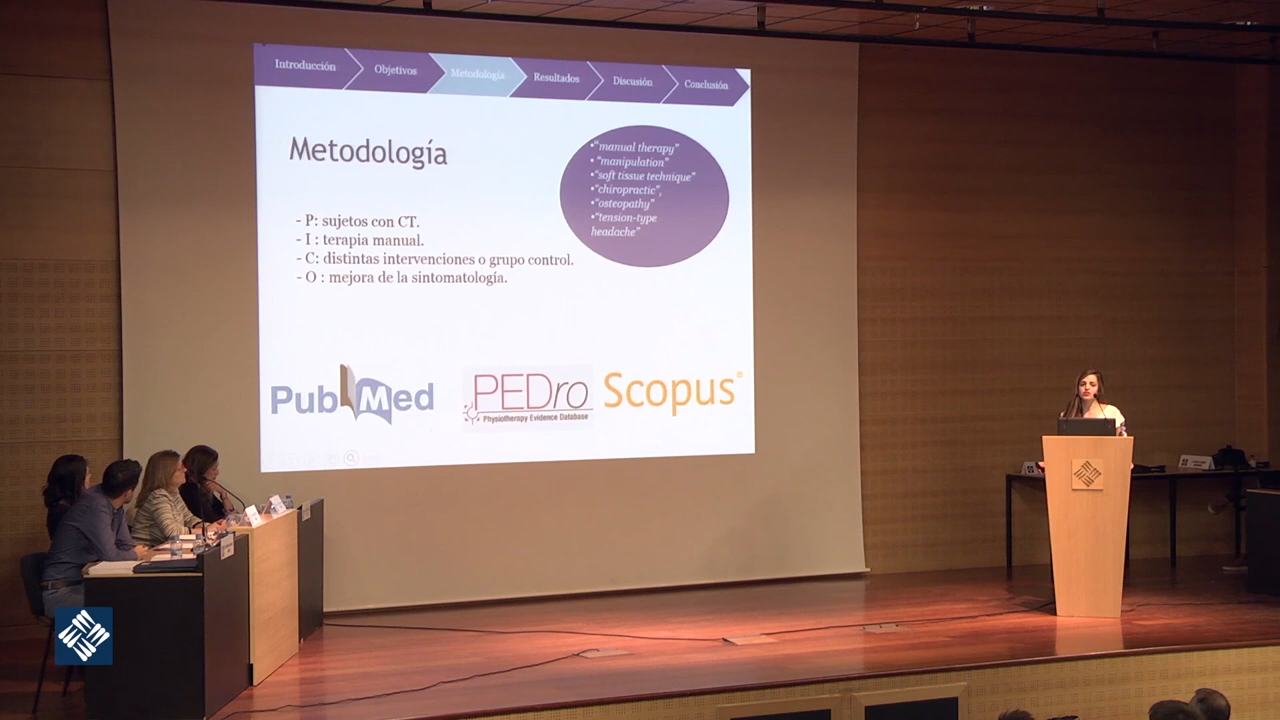 Introducción
Objetivos
Metodología
Resultados
Discusión
Conclusión
Metodología
•"manual therapy"
• "manipulation"
•"soft tissue technique"
•"chiropractic",
•"osteopathy"
•"tension-type
headache"
- P: sujetos con CT.
- I : terapia manual.
- C: distintas intervenciones o grupo control.
- O : mejora de la sintomatología.
PubMed
PEDro
Physiotherapy Evidence Database
Scopus®